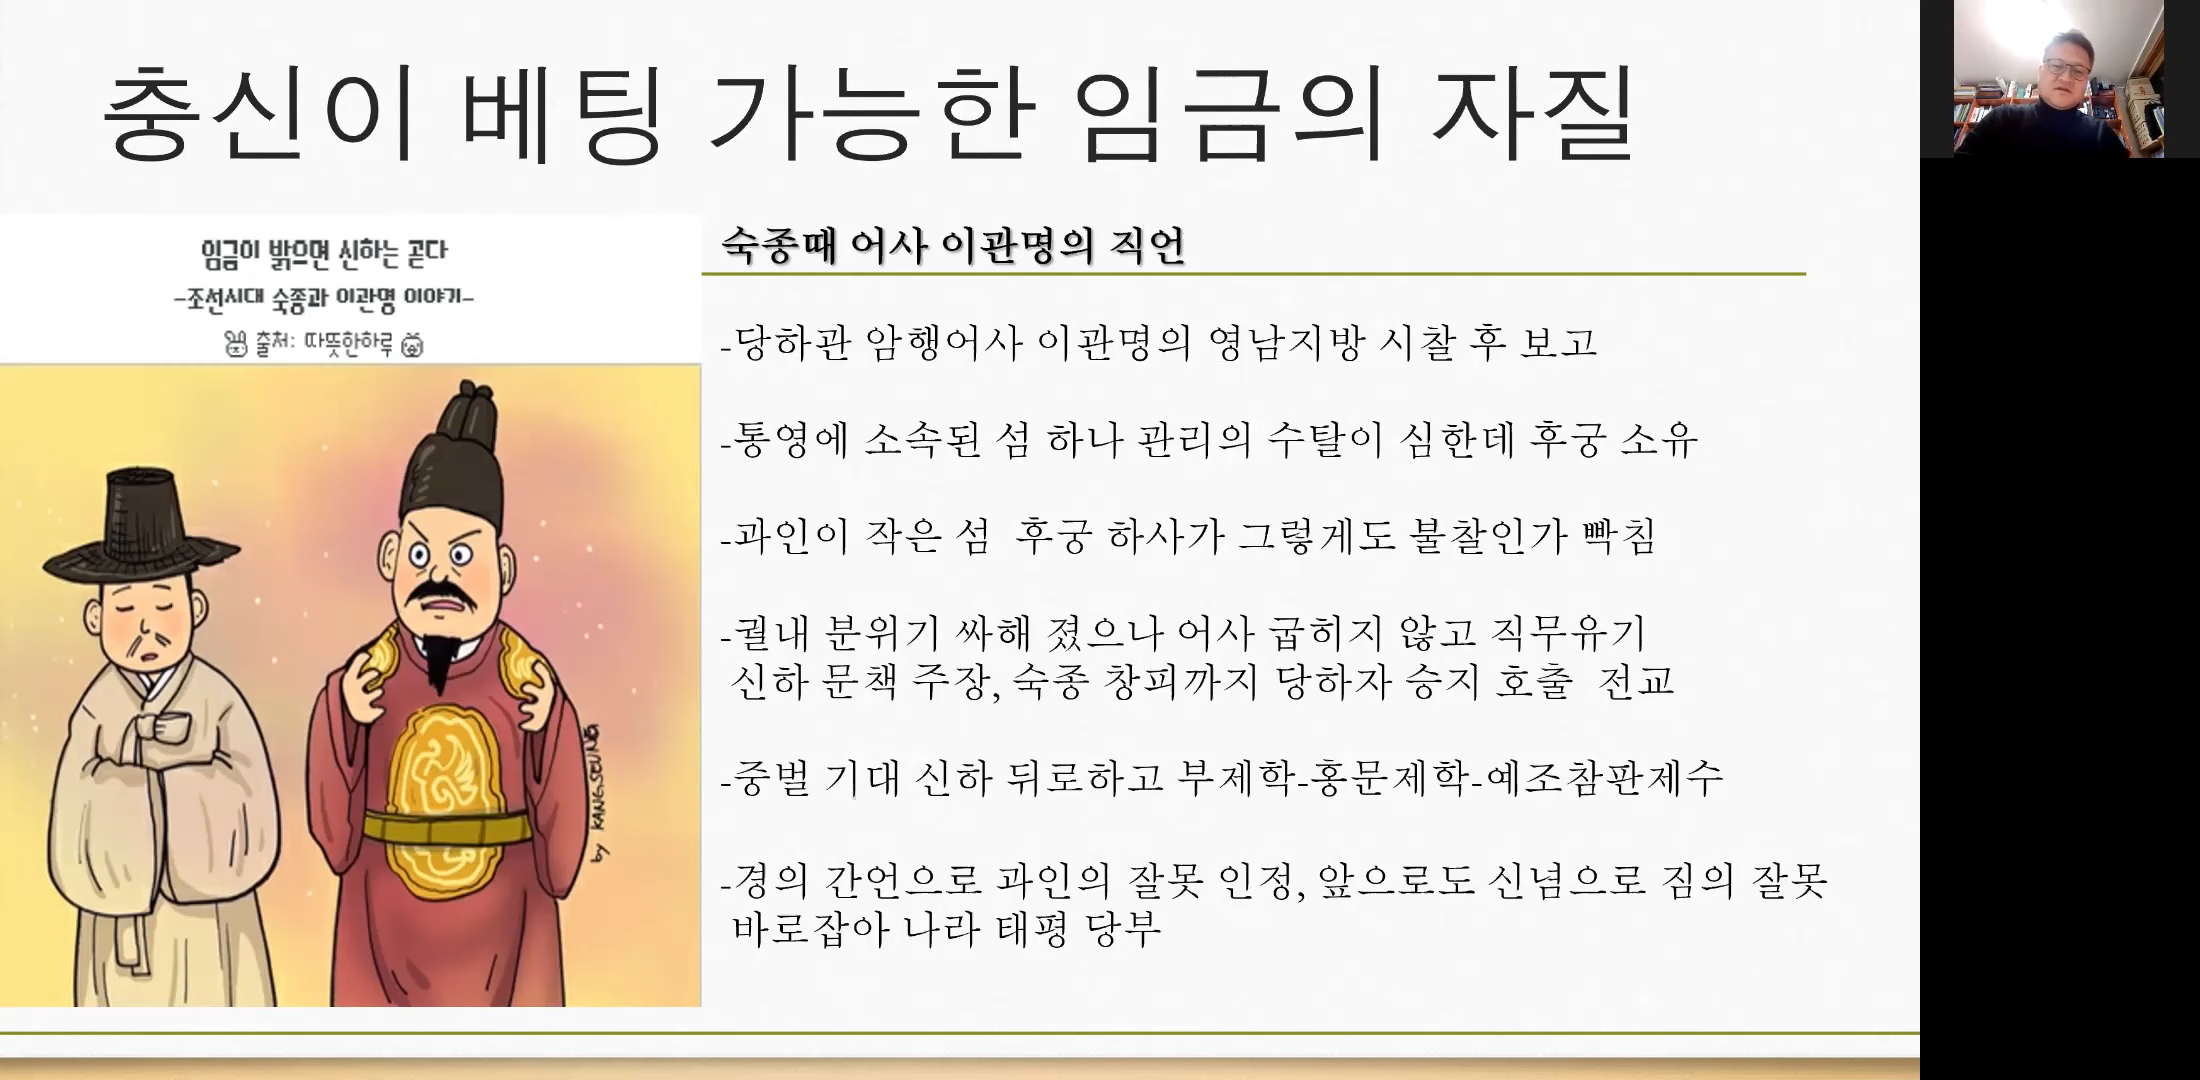 충신이 베팅 가능한 임금의 자질
임금이 밝으면 신하는 곧다
-조선시대 숙종과 이관명 이야기-
출처: 따뜻한하루
by KANG.SEUNG
숙종때 어사 이관명의 직언
-당하관 암행어사 이관명의 영남지방 시찰 후 보고
-통영에 소속된 섬 하나 관리의 수탈이 심한데 후궁 소유
-과인이 작은 섬 후궁 하사가 그렇게도 불찰인가 빡침
-궐내 분위기 싸해 졌으나 어사 굽히지 않고 직무유기
신하 문책 주장, 숙종 창피까지 당하자 승지 호출 전교
-중벌 기대 신하 뒤로하고 부제학-홍문제학-예조참판제수
-경의 간언으로 과인의 잘못 인정, 앞으로도 신념으로 짐의 잘못
바로잡아 나라 태평 당부